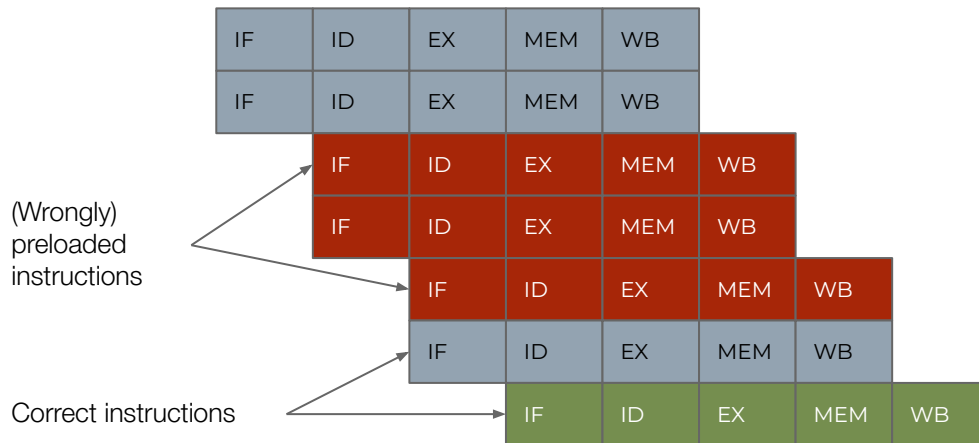 IF ID EX MEM WB
IF ID EX MEM WB
IF ID EX MEM WB
IF ID EX MEM WB
(Wrongly)
preloaded
instructions
IF ID EX MEM WB
IF ID EX MEM WB
Correct instructions
IF ID EX MEM WB